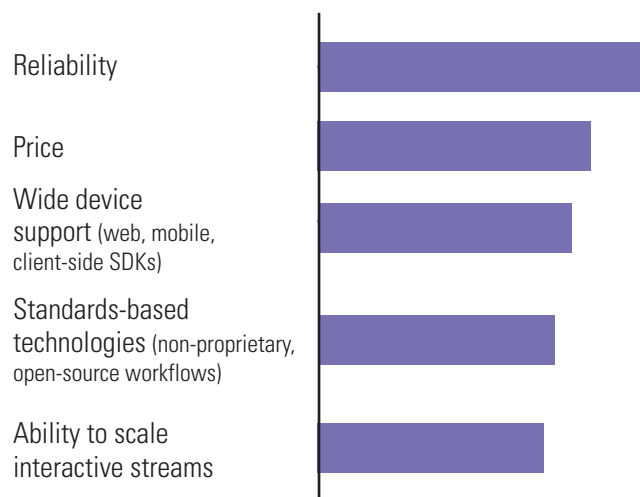 Reliability
Price
Wide device
support (web, mobile,
client-side SDKs)
Standards-based
technologies (non-proprietary,
open-source workflows)
Ability to scale
interactive streams